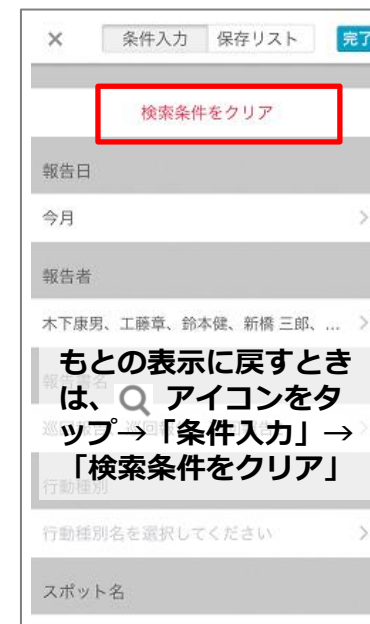 × 条件入力 保存リスト 完了
検索条件をクリア
報告日
今月
報告者
木下康男、工藤章、鈴本健、新橋 三郎、...
報告書名
もとの表示に戻すとき
は、 アイコンをタ
ップ→「条件入力」→
「検索条件をクリア」
行動種別
行動種別名を選択してください
スポット名